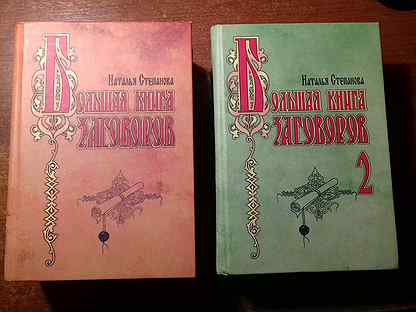 Наталья Степанова
Большая книга
заговоров
Наталья Степанова
Большая книга
заговоров
2